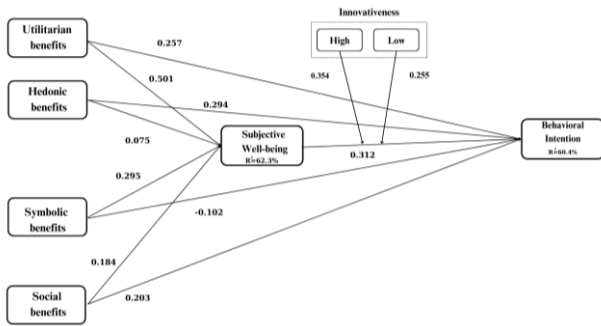 Innovativeness
Utilitarian
benefits
High
Low
0.257
0.354
0.255
0.501
Hedonic
benefits
0.294
Subjective
Well-being
R²=62.3%
Behavioral
Intention
R²=60.4%
0.075
0.312
0.295
Symbolic
benefits
-0.102
0.184
Social
benefits
0.203